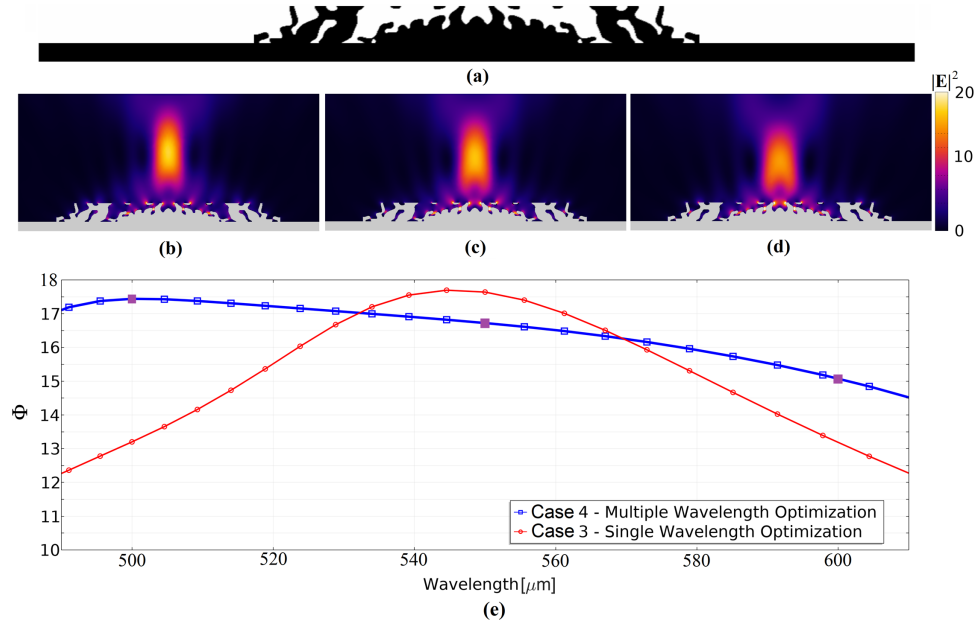 (a)
|E|²
20
10
0
(b)
(c)
(d)
18
17
16
15
14
13
12
11
10
Φ
500
520
540
560
580
600
Wavelength[μm]
Case 4 - Multiple Wavelength Optimization
Case 3 - Single Wavelength Optimization
(e)